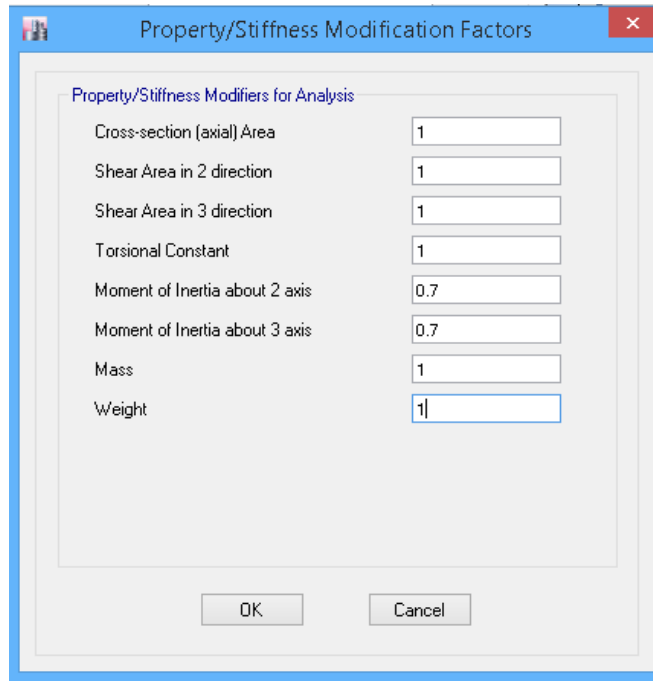 Property/Stiffness Modification Factors
Property/Stiffness Modifiers for Analysis
Cross-section (axial) Area 1
Shear Area in 2 direction 1
Shear Area in 3 direction 1
Torsional Constant 1
Moment of Inertia about 2 axis 0.7
Moment of Inertia about 3 axis 0.7
Mass 1
Weight 1
OK Cancel